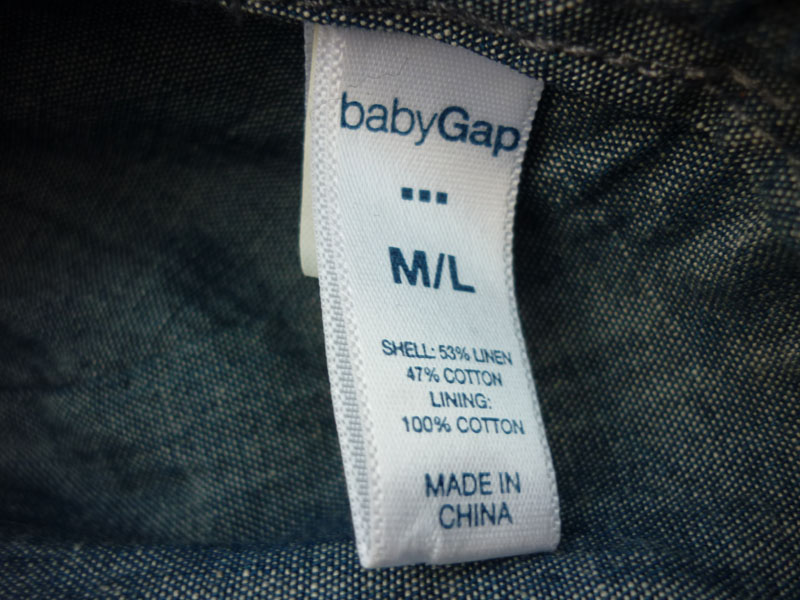 babyGap
...
M/L
SHELL: 53% LINEN
47% COTTON
LINING:
100% COTTON
MADE IN
CHINA